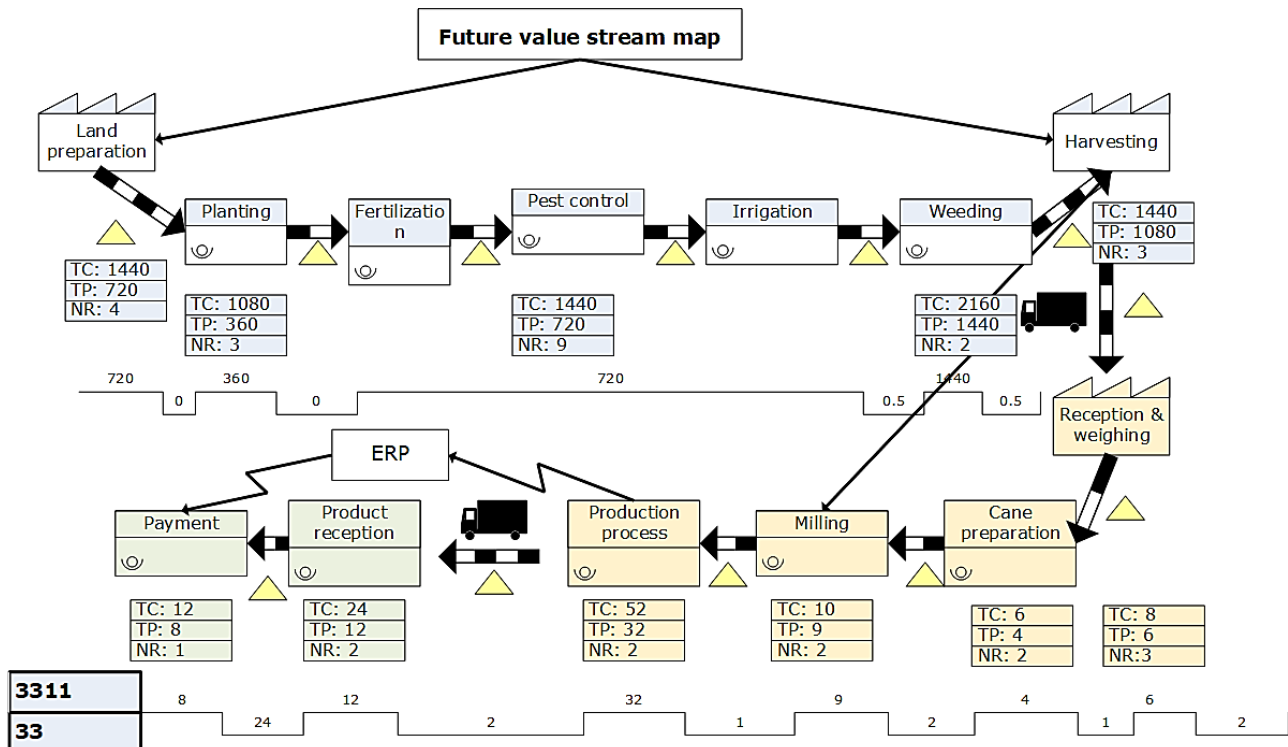 Future value stream map
Land
preparation
Harvesting
Planting
Fertilizatio
n
Pest control
Irrigation
Weeding
TC: 1440
TP: 720
NR: 4
TC: 1080
TP: 360
NR: 3
TC: 1440
TP: 720
NR: 9
TC: 2160
TP: 1440
NR: 2
TC: 1440
TP: 1080
NR: 3
720
0
360
0
720
0.5
1440
0.5
Reception &
weighing
ERP
Payment
Product
reception
Production
process
Milling
Cane
preparation
TC: 12
TP: 8
NR: 1
TC: 24
TP: 12
NR: 2
TC: 52
TP: 32
NR: 2
TC: 10
TP: 9
NR: 2
TC: 6
TP: 4
NR: 2
TC: 8
TP: 6
NR:3
3311
33
8
24
12
2
32
1
9
2
4
1
6
2